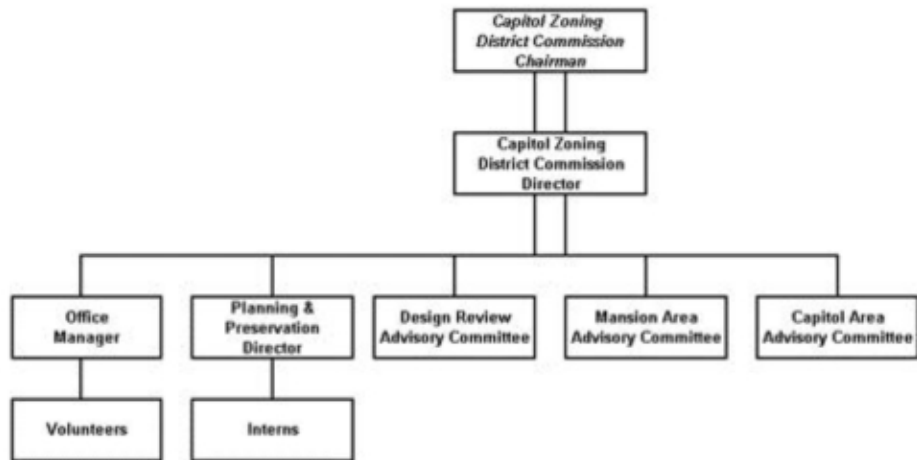 Capitol Zoning
District Commission
Chairman
Capitol Zoning
District Commission
Director
Office
Manager
Planning &
Preservation
Director
Design Review
Advisory Committee
Mansion Area
Advisory Committee
Capitol Area
Advisory Committee
Volunteers
Interns